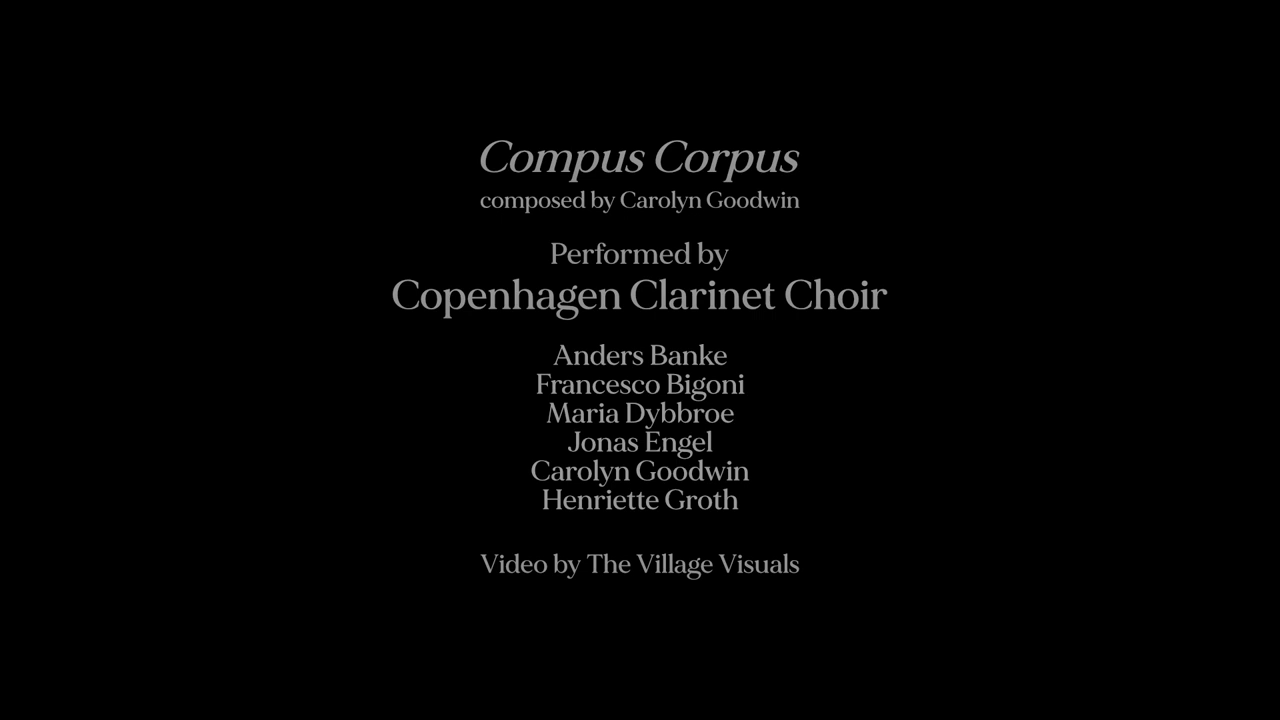 Compus Corpus
composed by Carolyn Goodwin
Performed by
Copenhagen Clarinet Choir
Anders Banke
Francesco Bigoni
Maria Dybbroe
Jonas Engel
Carolyn Goodwin
Henriette Groth
Video by The Village Visuals